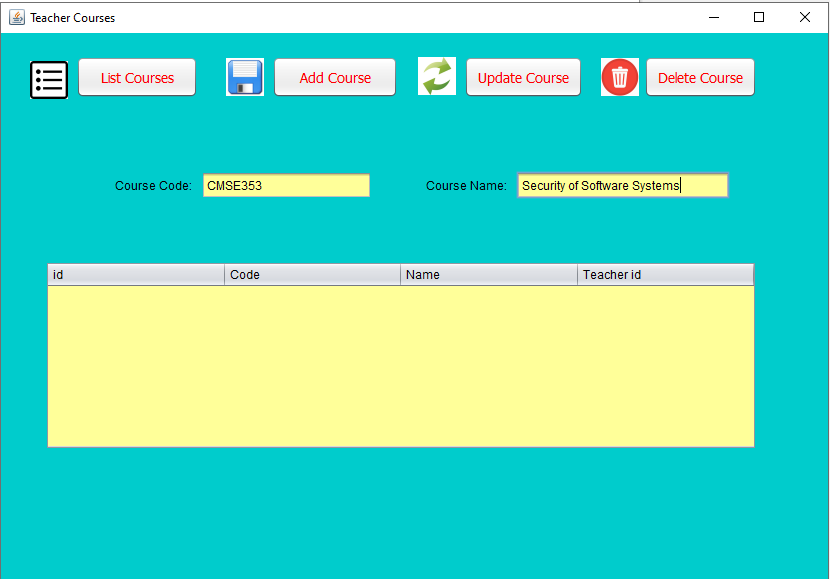 Teacher Courses
List Courses Add Course Update Course Delete Course
Course Code: CMSE353 Course Name: Security of Software Systems
id Code Name Teacher id